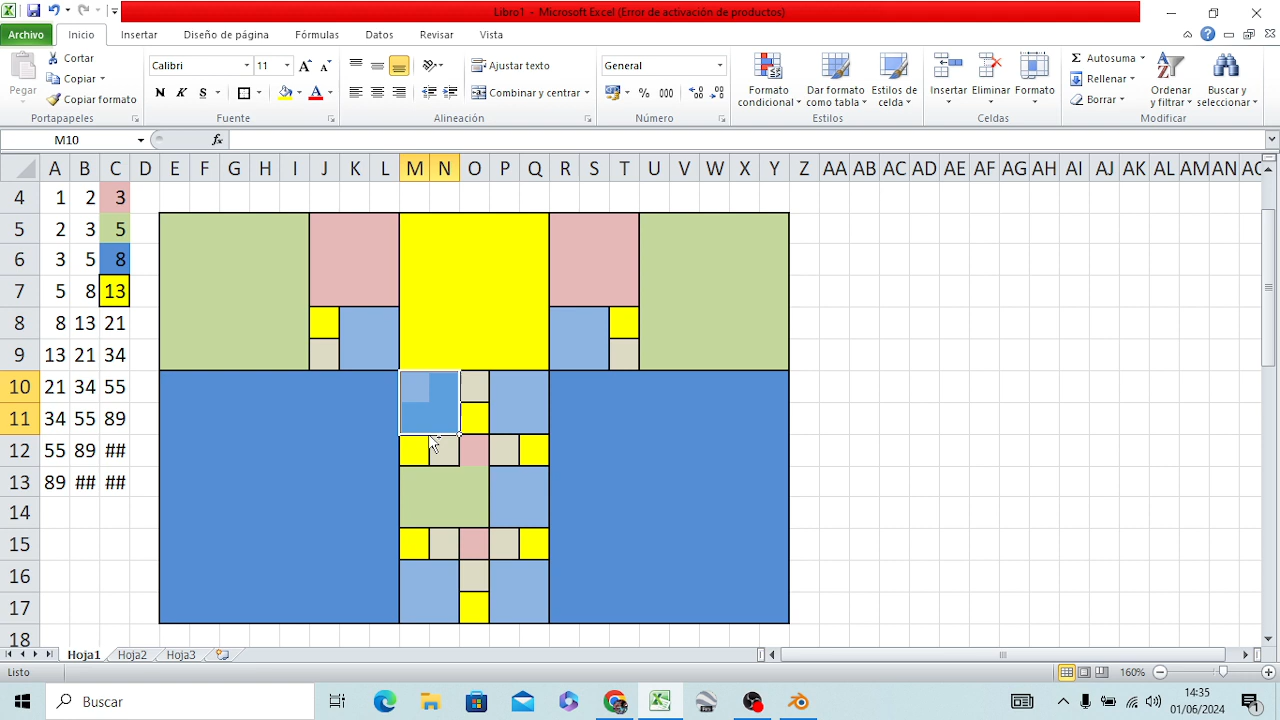 Libro1 - Microsoft Excel (Error de activación de productos)
Archivo Inicio Insertar Diseño de página Fórmulas Datos Revisar Vista
Pegar
Cortar
Copiar
Copiar formato
Portapapeles
Calibri 11
N K S
Fuente
Ajustar texto
Combinar y centrar
Alineación
General
% 000
Número
Formato condicional
Dar formato como tabla
Estilos de celda
Estilos
Insertar Eliminar Formato
Celdas
Autosuma
Rellenar
Borrar
Ordenar y filtrar
Buscar y seleccionar
Modificar
M10 fx
A B C D E F G H I J K L M N O P Q R S T U V W X Y Z AA AB AC AD AE AF AG AH AI AJ AK AL AM AN
4 1 2 3
5 2 3 5
6 3 5 8
7 5 8 13
8 8 13 21
9 13 21 34
10 21 34 55
11 34 55 89
12 55 89 ##
13 89 ## ##
14
15
16
17
18
Hoja1 Hoja2 Hoja3
Listo 160%
Buscar
14:35
01/06/2024